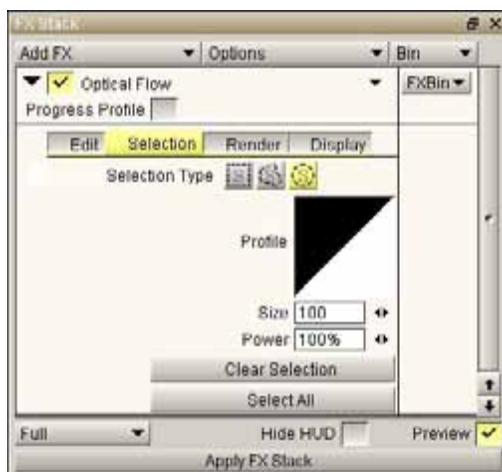 FX Stack
Add FX Options Bin
Optical Flow FXBin
Progress Profile
Edit Selection Render Display
Selection Type
Profile
Size 100
Power 100%
Clear Selection
Select All
Full Hide HUD Preview
Apply FX Stack